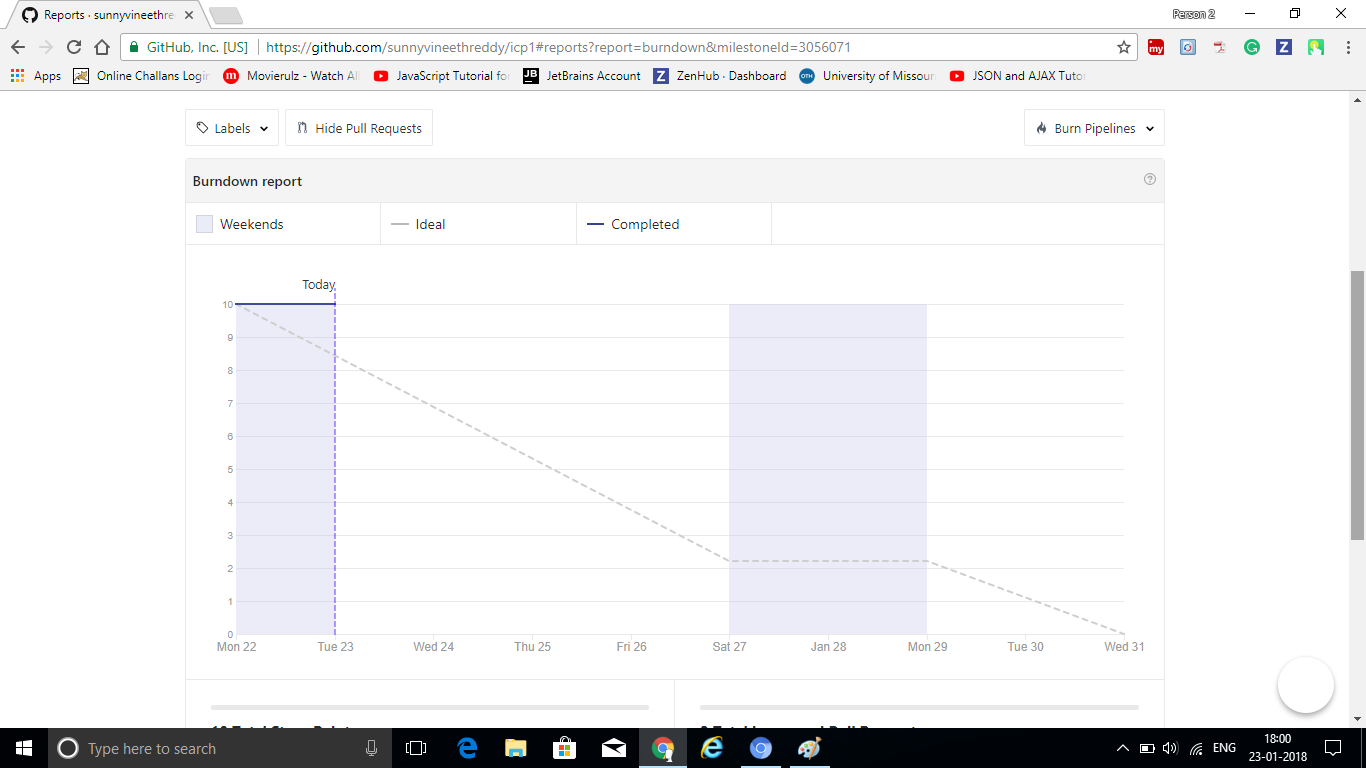 Reports · sunnyvineethre
Person 2
GitHub, Inc. [US]
https://github.com/sunnyvineethreddy/icp1#reports?report=burndown&milestoneId=3056071
Apps
Online Challans Login
Movierulz - Watch All
JavaScript Tutorial fo
JetBrains Account
ZenHub · Dashboard
University of Missour
JSON and AJAX Tuto
Labels
Hide Pull Requests
Burn Pipelines
Burndown report
Weekends
Ideal
Completed
Today
10
9
8
7
6
5
4
3
2
1
0
Mon 22
Tue 23
Wed 24
Thu 25
Fri 26
Sat 27
Jan 28
Mon 29
Tue 30
Wed 31
Type here to search
ENG
18:00
23-01-2018